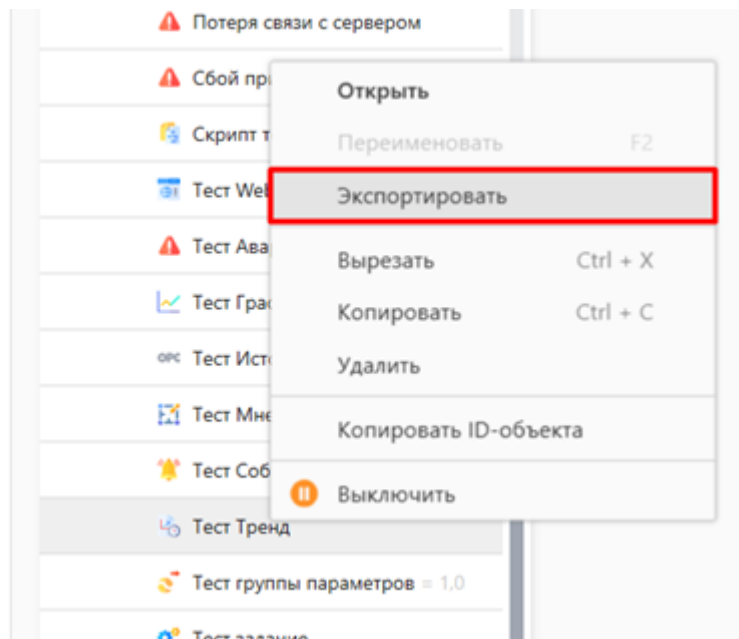 Потеря связи с сервером
Сбой пр
Открыть
Скрипт т
Переименовать F2
Тест Web
Экспортировать
Тест Ава
Вырезать Ctrl + X
Тест Гра
Копировать Ctrl + C
OPC Тест Ист
Удалить
Тест Мне
Копировать ID-объекта
Тест Соб
Выключить
Тест Тренд
Тест группы параметров = 1,0
Тест задание